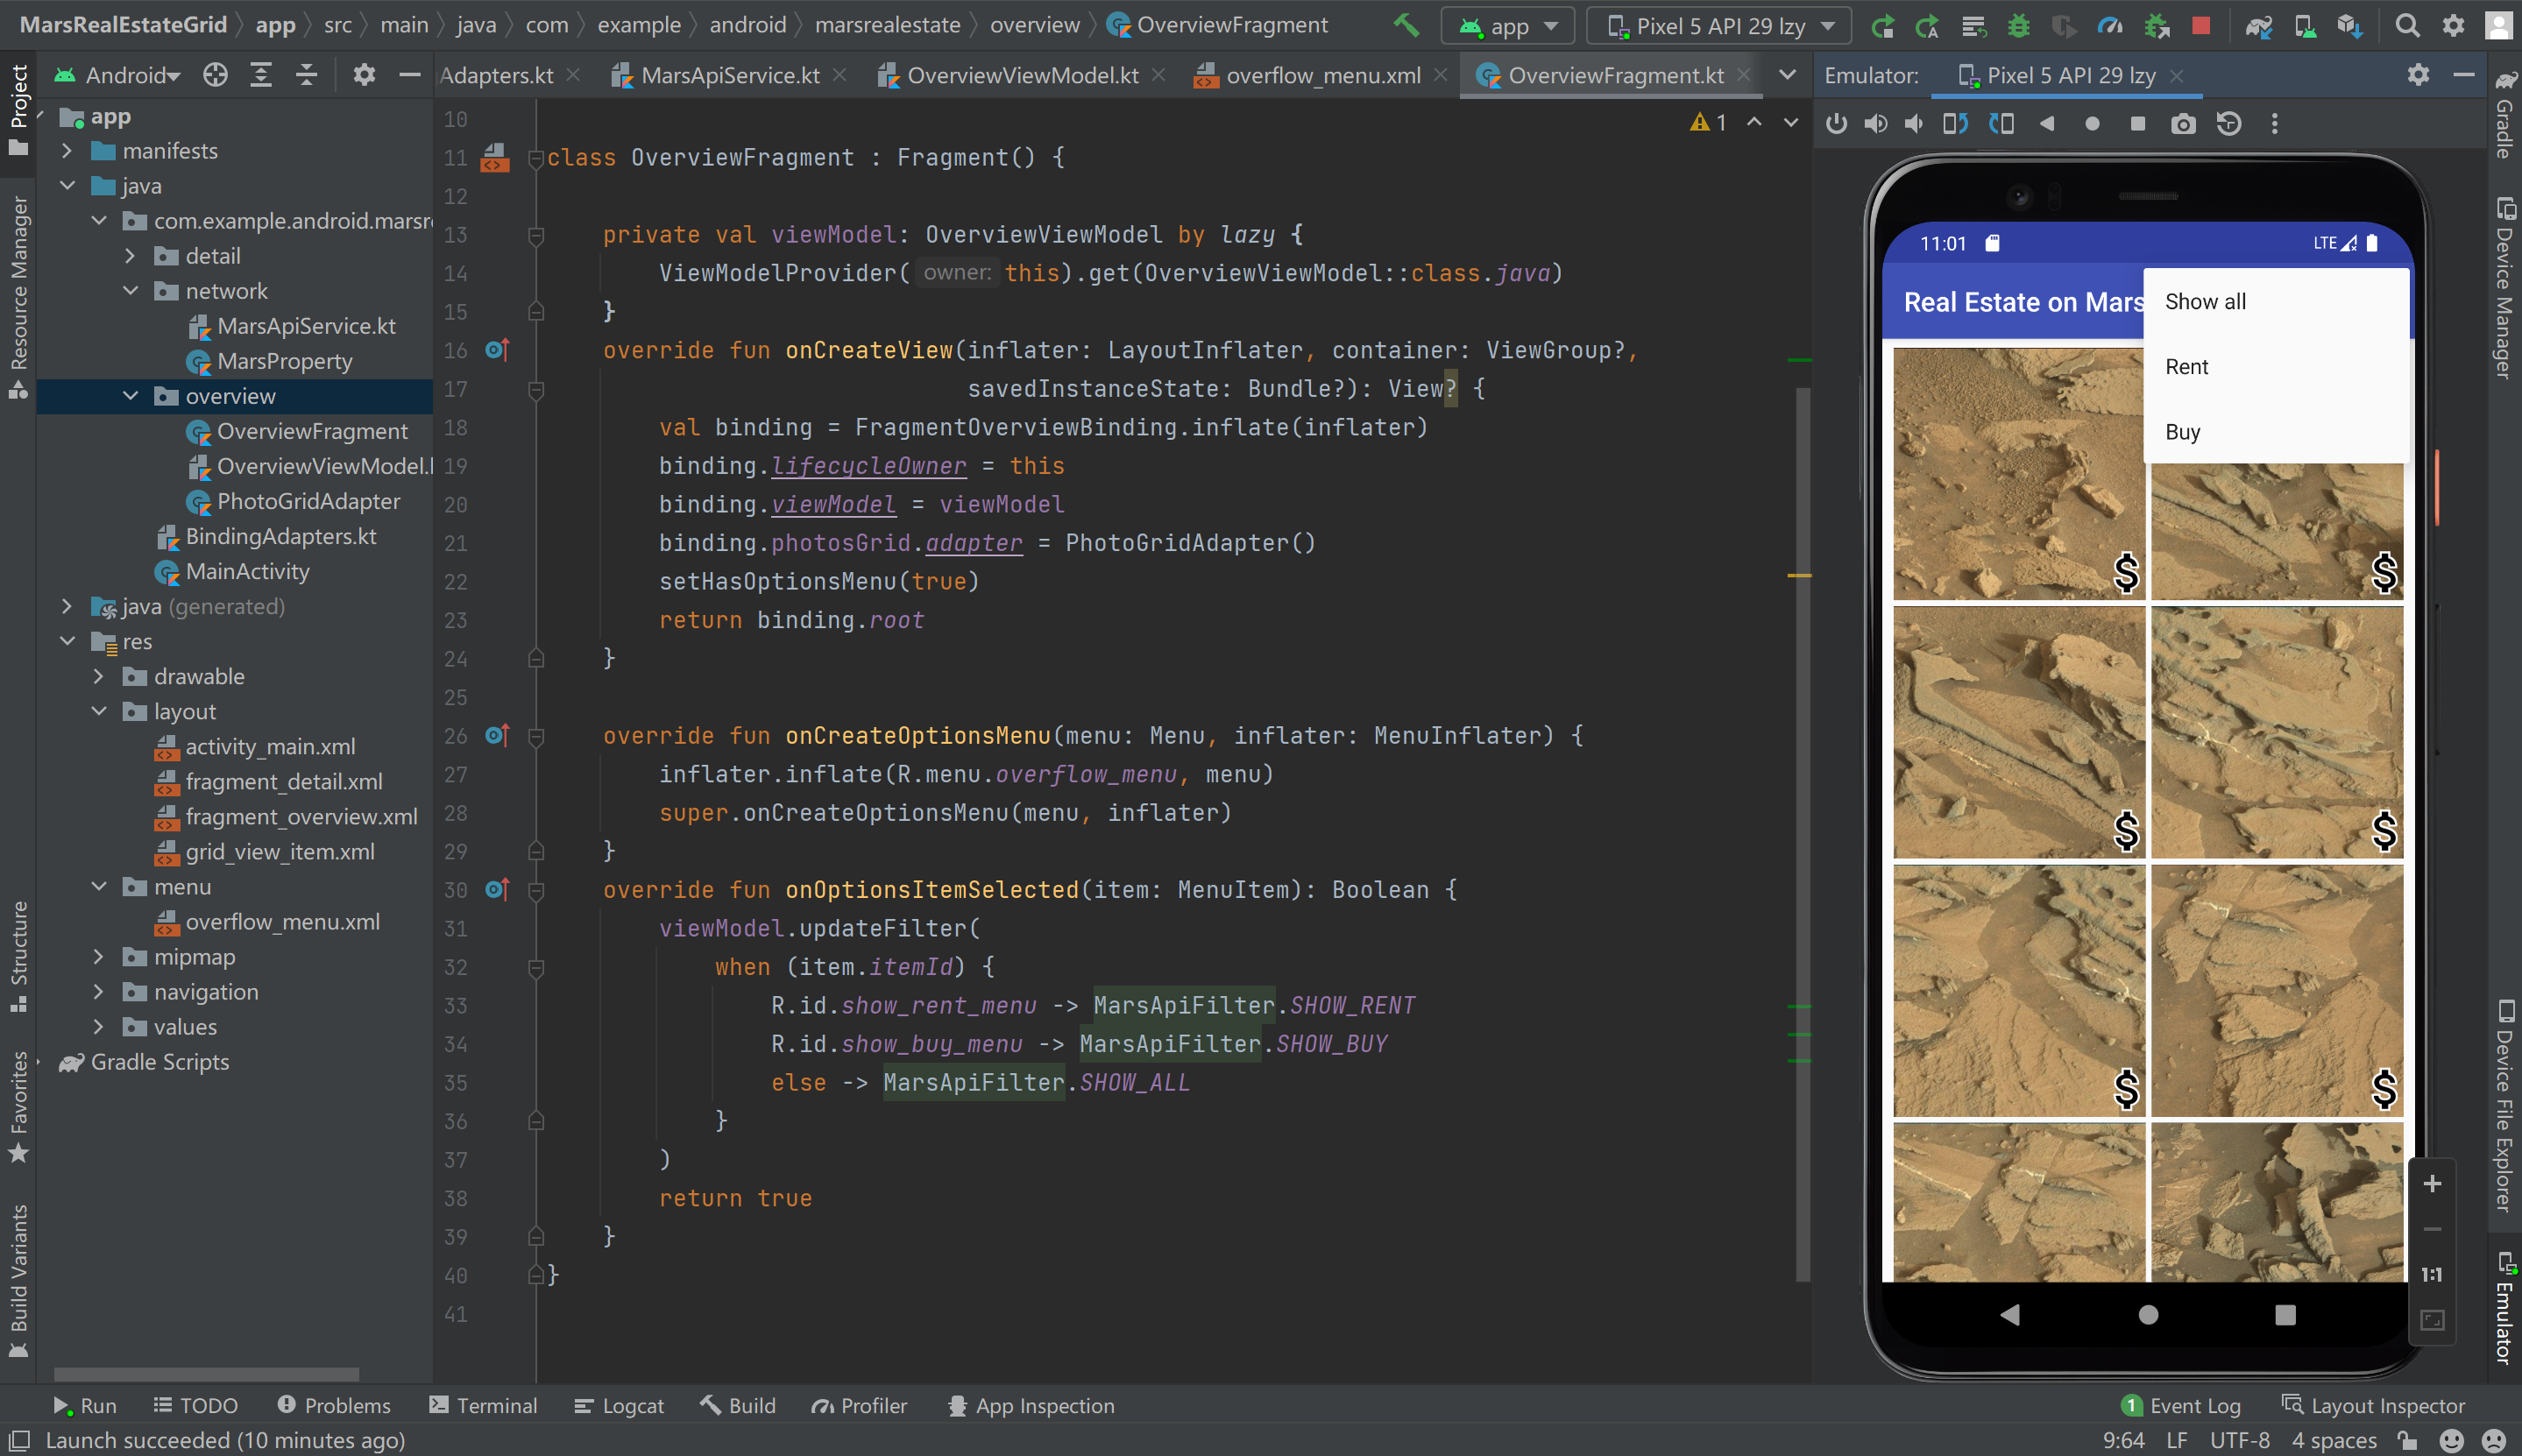 MarsRealEstateGrid app src main java com example android marsrealestate overview OverviewFragment
app
Pixel 5 API 29 lzy
Android
Adapters.kt
MarsApiService.kt
OverviewViewModel.kt
overflow_menu.xml
OverviewFragment.kt
Emulator:
Pixel 5 API 29 lzy
Project
Resource Manager
Structure
Favorites
Build Variants
app
manifests
java
com.example.android.marsr
detail
network
MarsApiService.kt
MarsProperty
overview
OverviewFragment
OverviewViewModel.
PhotoGridAdapter
BindingAdapters.kt
MainActivity
java (generated)
res
drawable
layout
activity_main.xml
fragment_detail.xml
fragment_overview.xml
grid_view_item.xml
menu
overflow_menu.xml
mipmap
navigation
values
Gradle Scripts
1
10
11 class OverviewFragment : Fragment() {
12
13 private val viewModel: OverviewViewModel by lazy {
14 ViewModelProvider( owner: this).get(OverviewViewModel::class.java)
15 }
16 override fun onCreateView(inflater: LayoutInflater, container: ViewGroup?,
17 savedInstanceState: Bundle?): View? {
18 val binding = FragmentOverviewBinding.inflate(inflater)
19 binding.lifecycleOwner = this
20 binding.viewModel = viewModel
21 binding.photosGrid.adapter = PhotoGridAdapter()
22 setHasOptionsMenu(true)
23 return binding.root
24 }
25
26 override fun onCreateOptionsMenu(menu: Menu, inflater: MenuInflater) {
27 inflater.inflate(R.menu.overflow_menu, menu)
28 super.onCreateOptionsMenu(menu, inflater)
29 }
30 override fun onOptionsItemSelected(item: MenuItem): Boolean {
31 viewModel.updateFilter(
32 when (item.itemId) {
33 R.id.show_rent_menu -> MarsApiFilter.SHOW_RENT
34 R.id.show_buy_menu -> MarsApiFilter.SHOW_BUY
35 else -> MarsApiFilter.SHOW_ALL
36 }
37 )
38 return true
39 }
40 }
41
11:01
LTE
Real Estate on Mars
Show all
Rent
Buy
$
$
$
$
$
$
1:1
Gradle
Device Manager
Device File Explorer
Emulator
Run TODO Problems Terminal Logcat Build Profiler App Inspection
1 Event Log Layout Inspector
Launch succeeded (10 minutes ago)
9:64 LF UTF-8 4 spaces